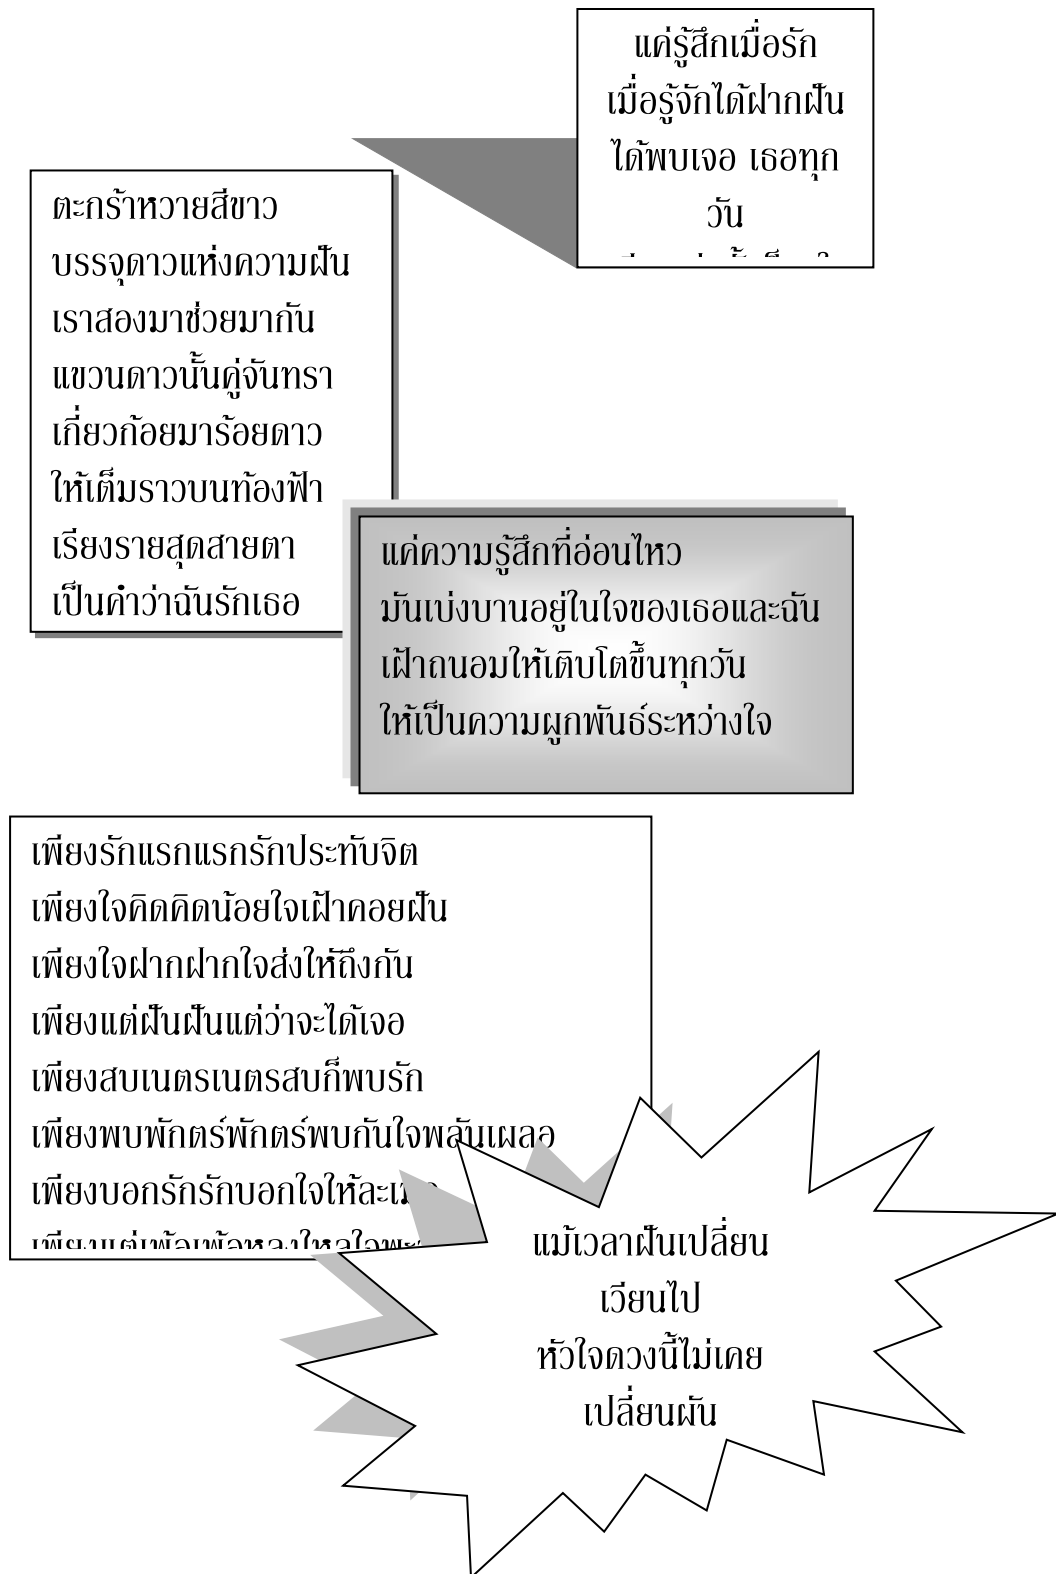 แค่รู้สึกเมื่อรัก
เมื่อรู้จักได้ฝากฝัน
ได้พบเจอ เธอทุก
วัน
ตะกร้าหวายสีขาว
บรรจุดาวแห่งความฝัน
เราสองมาช่วยมากัน
แขวนดาวนั้นคู่จันทรา
เกี่ยวก้อยมาร้อยดาว
ให้เต็มราวบนท้องฟ้า
เรียงรายสุดสายตา
เป็นคำว่าฉันรักเธอ
แค่ความรู้สึกที่อ่อนไหว
มันเบ่งบานอยู่ในใจของเธอและฉัน
เฝ้าถนอมให้เติบโตขึ้นทุกวัน
ให้เป็นความผูกพันธ์ระหว่างใจ
เพียงรักแรกแรกรักประทับจิต
เพียงใจคิดคิดน้อยใจเฝ้าคอยฝัน
เพียงใจฝากฝากใจส่งให้ถึงกัน
เพียงแต่ฝันฝันแต่ว่าจะได้เจอ
เพียงสบเนตรเนตรสบก็พบรัก
เพียงพบพักตร์พักตร์พบกันใจพลันเผลอ
เพียงบอกรักรักบอกใจให้
แม้เวลาฝันเปลี่ยน
เวียนไป
หัวใจดวงนี้ไม่เคย
เปลี่ยนผัน